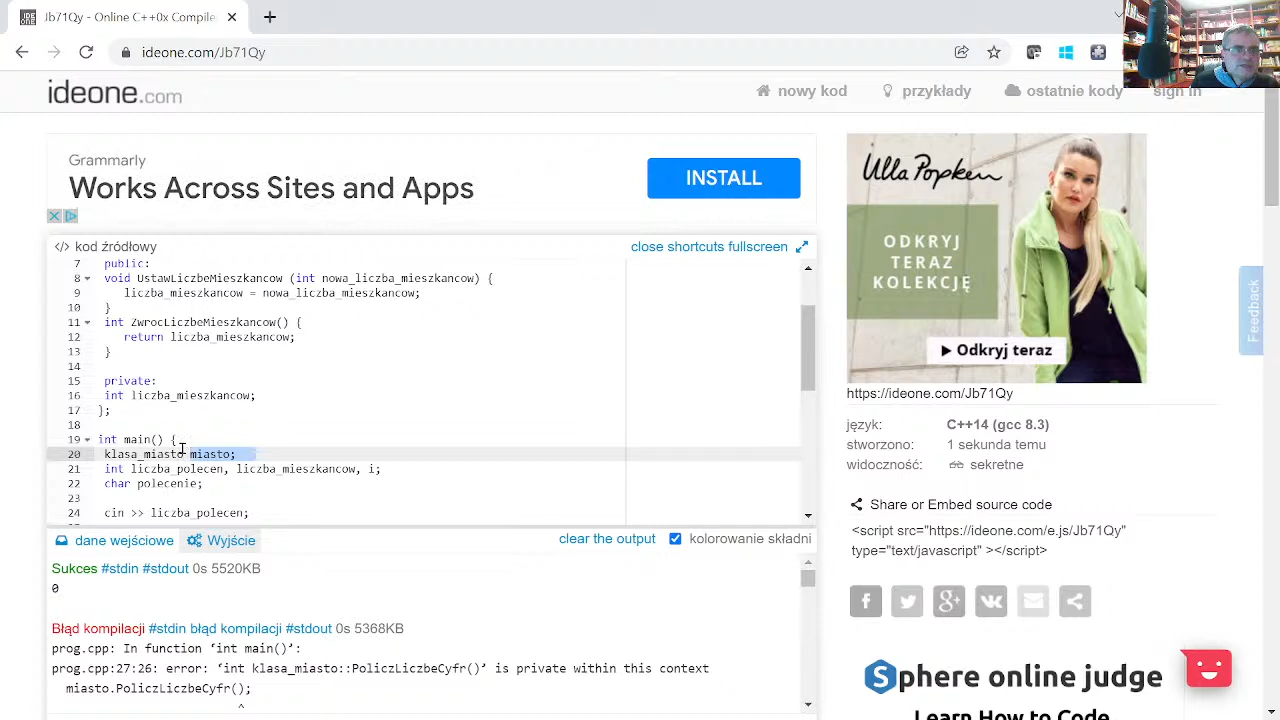 Jb71Qy - Online C++0x Compile
ideone.com/Jb71Qy
ideone.com
nowy kod
przykłady
ostatnie kody
sign in
Grammarly
Works Across Sites and Apps
INSTALL
Ulla Popken
ODKRYJ
TERAZ
KOLEKCJĘ
Odkryj teraz
</> kod źródłowy
close shortcuts fullscreen
7 public:
8 void UstawLiczbeMieszkancow (int nowa_liczba_mieszkancow) {
9 liczba_mieszkancow = nowa_liczba_mieszkancow;
10 }
11 int ZwrocLiczbeMieszkancow() {
12 return liczba_mieszkancow;
13 }
14
15 private:
16 int liczba_mieszkancow;
17 };
18
19 int main() {
20 klasa_miasto miasto;
21 int liczba_polecen, liczba_mieszkancow, i;
22 char polecenie;
23
24 cin >> liczba_polecen;
dane wejściowe
Wyjście
clear the output
kolorowanie składni
Sukces #stdin #stdout 0s 5520KB
0
Błąd kompilacji #stdin błąd kompilacji #stdout 0s 5368KB
prog.cpp: In function ‘int main()’:
prog.cpp:27:26: error: ‘int klasa_miasto::PoliczLiczbeCyfr()’ is private within this context
miasto.PoliczLiczbeCyfr();
^
https://ideone.com/Jb71Qy
język: C++14 (gcc 8.3)
stworzono: 1 sekunda temu
widoczność: sekretne
Share or Embed source code
<script src="https://ideone.com/e.js/Jb71Qy"
type="text/javascript" ></script>
Feedback
Sphere online judge
Learn How to Code